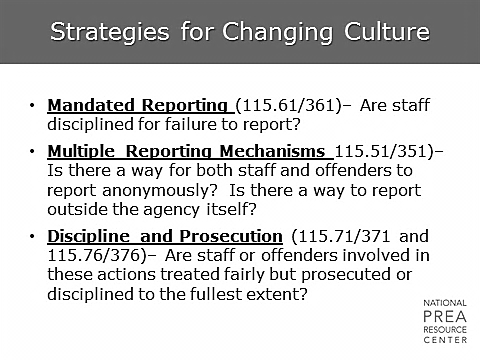 Strategies for Changing Culture
• Mandated Reporting (115.61/361)– Are staff
disciplined for failure to report?
• Multiple Reporting Mechanisms 115.51/351)–
Is there a way for both staff and offenders to
report anonymously? Is there a way to report
outside the agency itself?
• Discipline and Prosecution (115.71/371 and
115.76/376)– Are staff or offenders involved in
these actions treated fairly but prosecuted or
disciplined to the fullest extent?
NATIONAL
PREA
RESOURCE
CENTER